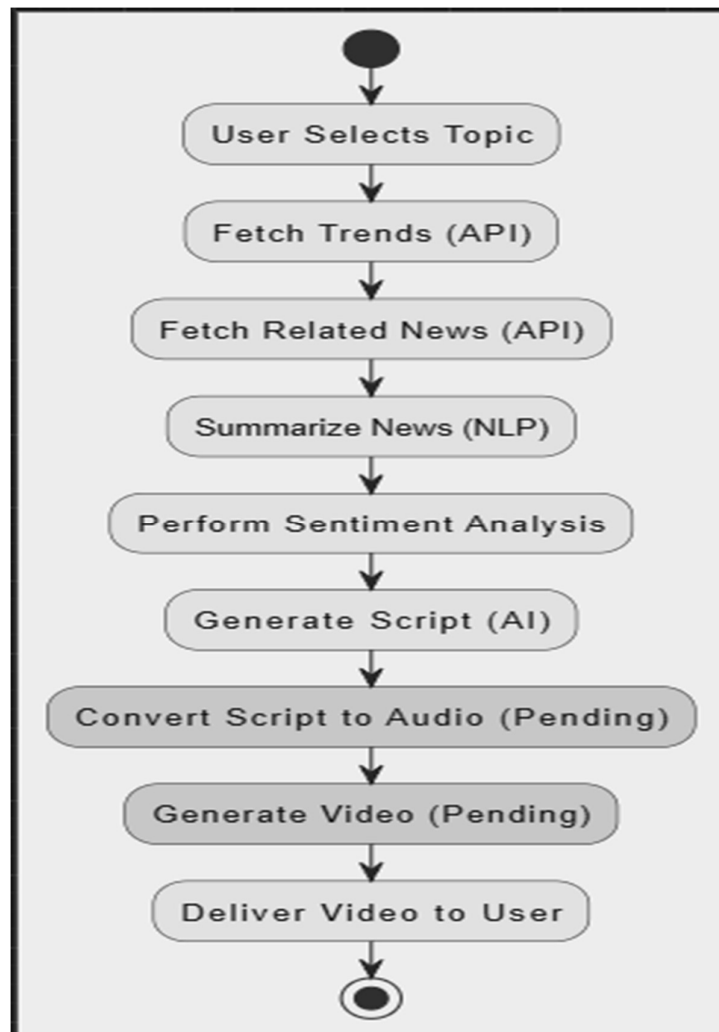 User Selects Topic
Fetch Trends (API)
Fetch Related News (API)
Summarize News (NLP)
Perform Sentiment Analysis
Generate Script (AI)
Convert Script to Audio (Pending)
Generate Video (Pending)
Deliver Video to User